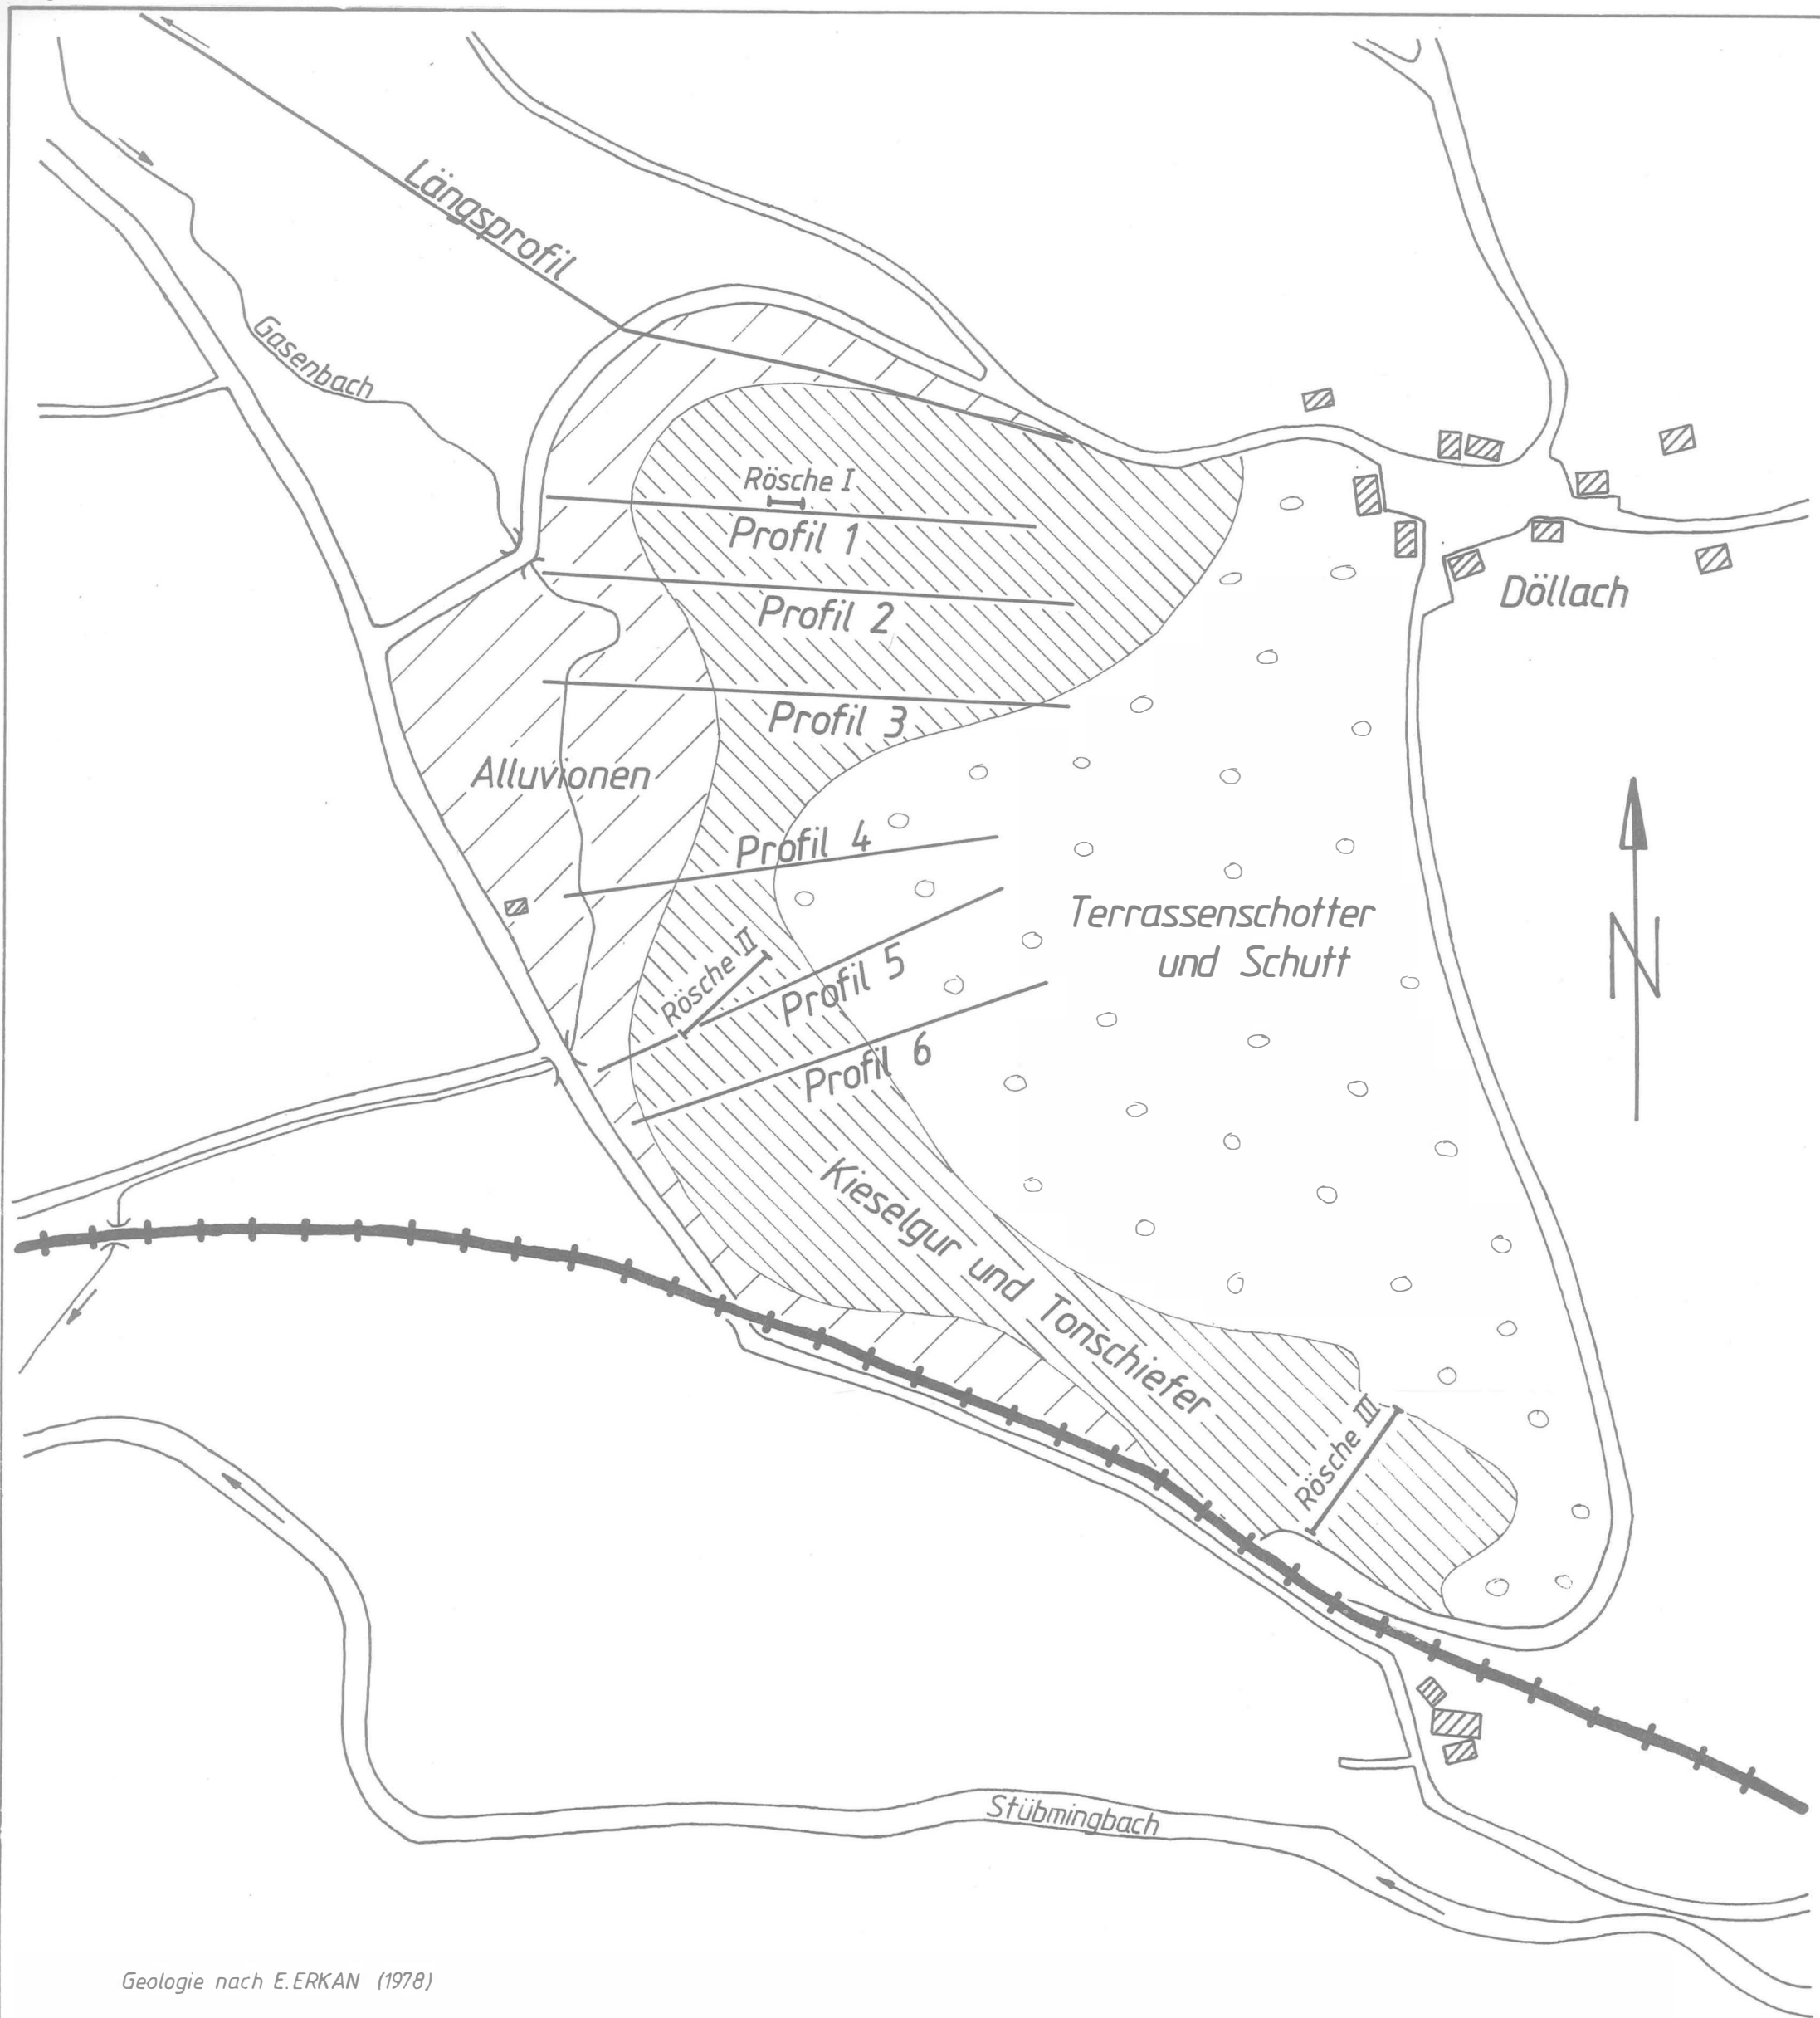 Längsprofil
Gasenbach
Rösche I
Profil 1
Profil 2
Döllach
Profil 3
Alluvionen
Profil 4
Terrassenschotter
und Schutt
N
Rösche II
Profil 5
Profil 6
Kieselgur und Tonschiefer
Rösche III
Stübmingbach
Geologie nach E. ERKAN (1978)